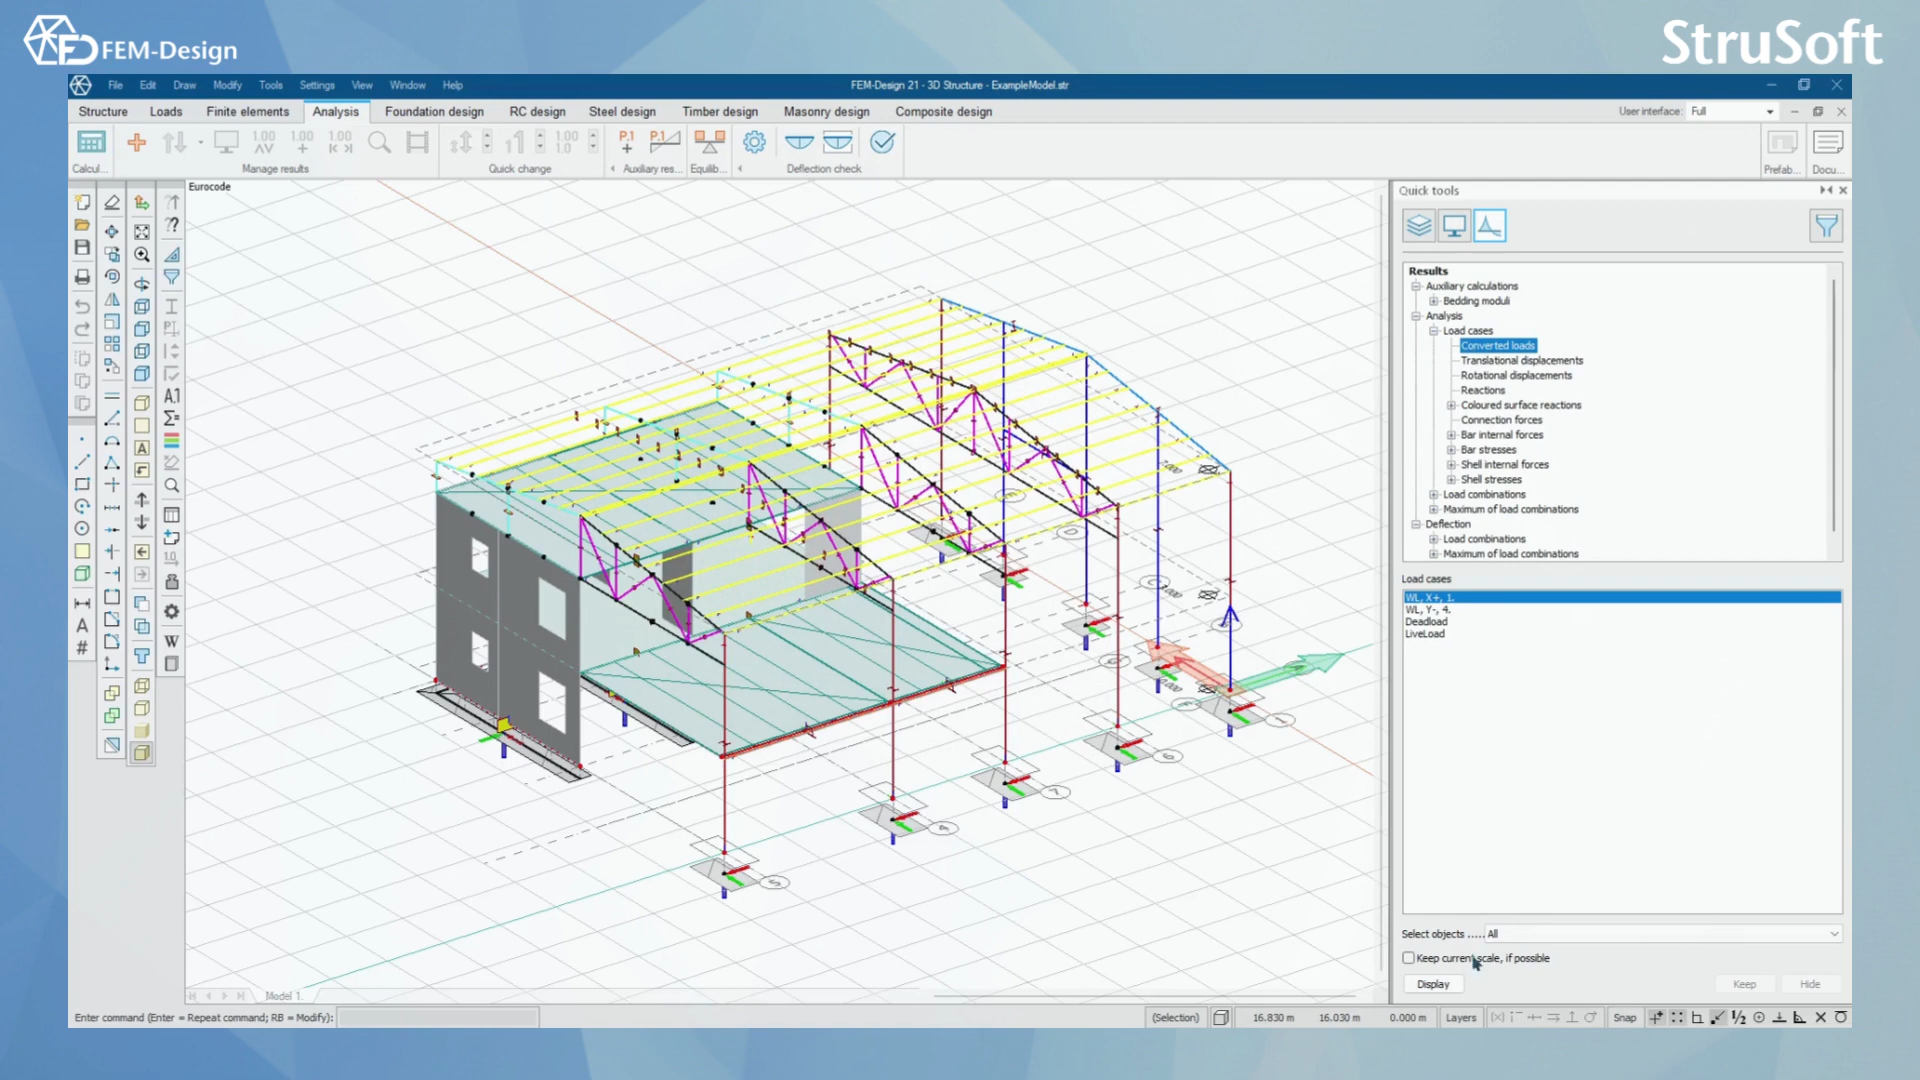 FEM-Design
StruSoft
File Edit Draw Modify Tools Settings View Window Help
FEM-Design 21 - 3D Structure - ExampleModel.str
Structure Loads Finite elements Analysis Foundation design RC design Steel design Timber design Masonry design Composite design
User interface: Full
Calcul... Manage results Quick change Auxiliary res... Equilib... Deflection check Prefab... Docu...
Eurocode
Quick tools
Results
Auxiliary calculations
Bedding moduli
Analysis
Load cases
Converted loads
Translational displacements
Rotational displacements
Reactions
Coloured surface reactions
Connection forces
Bar internal forces
Bar stresses
Shell internal forces
Shell stresses
Load combinations
Maximum of load combinations
Deflection
Load combinations
Maximum of load combinations
Load cases
WL, X+, 1.
WL, Y-, 4.
Deadload
LiveLoad
Select objects ..... All
Keep current scale, if possible
Display Keep Hide
Model 1.
Enter command (Enter = Repeat command; RB = Modify):
(Selection) 16.830 m 16.030 m 0.000 m Layers Snap